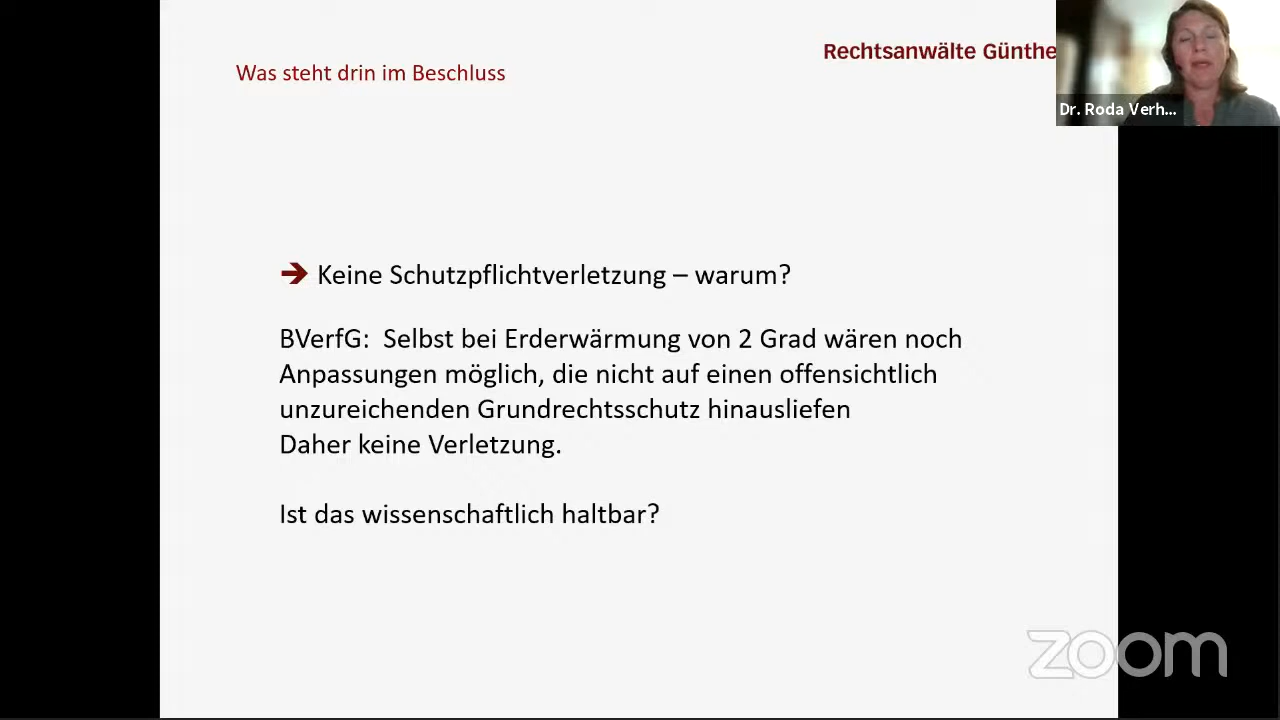 Rechtsanwälte Günthe
Was steht drin im Beschluss
Dr. Roda Verh...
➔ Keine Schutzpflichtverletzung – warum?
BVerfG: Selbst bei Erderwärmung von 2 Grad wären noch
Anpassungen möglich, die nicht auf einen offensichtlich
unzureichenden Grundrechtsschutz hinausliefen
Daher keine Verletzung.
Ist das wissenschaftlich haltbar?
zoom